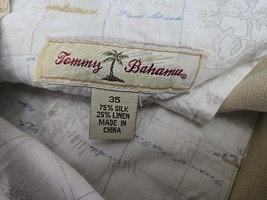 Tommy Bahama
35
75% SILK
25% LINEN
MADE IN
CHINA